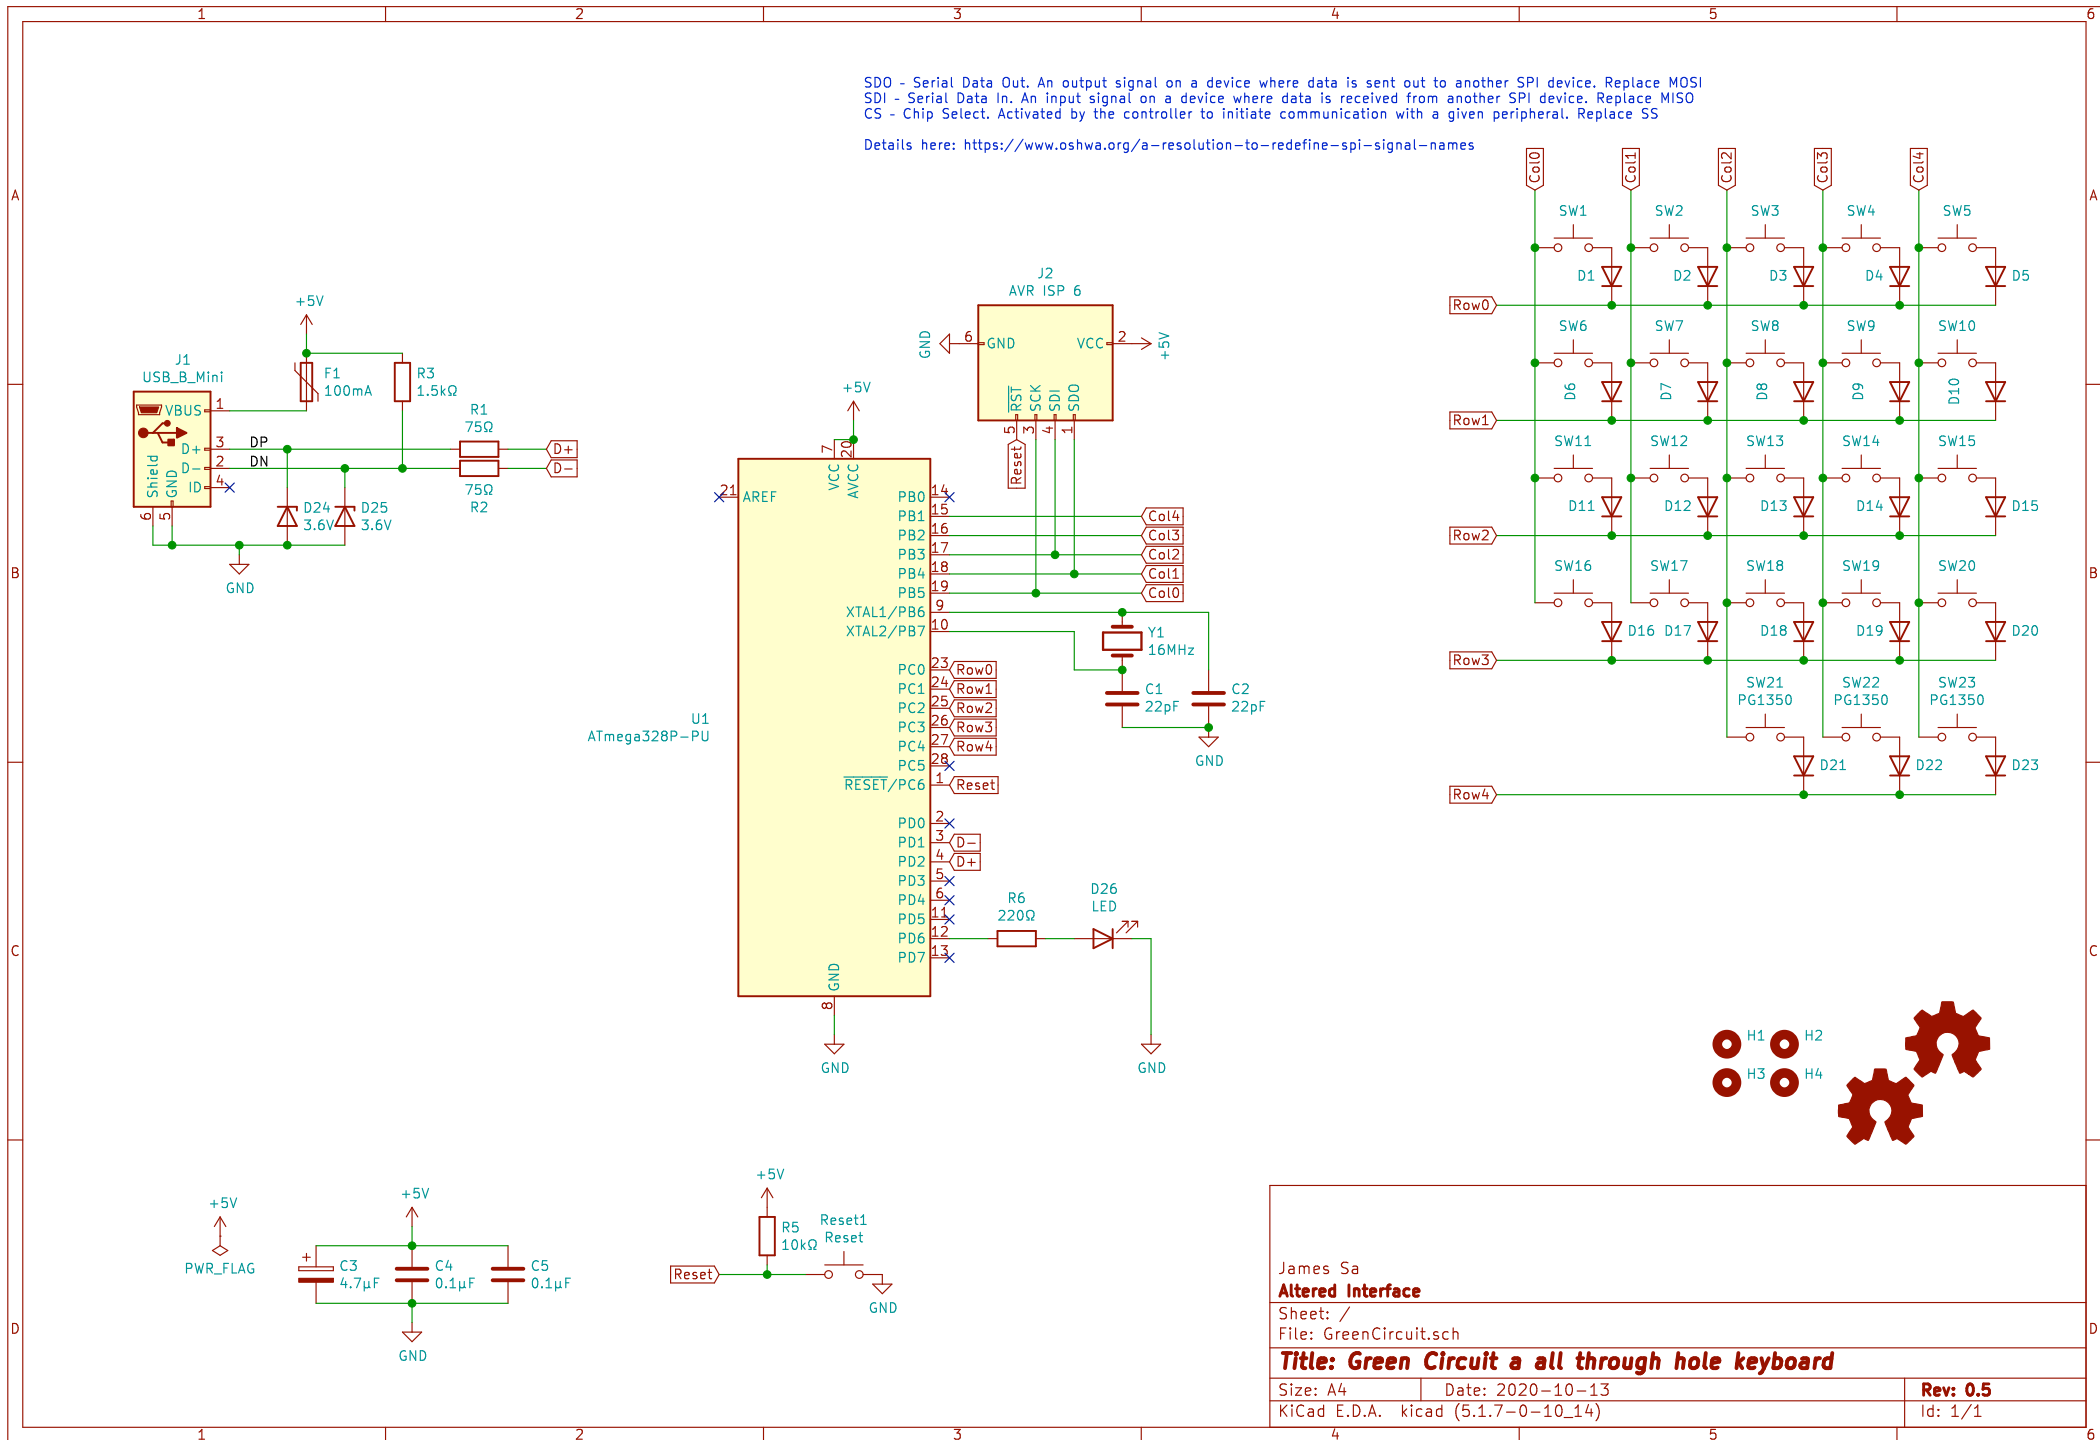 1 2 3 4 5 6
SDO - Serial Data Out. An output signal on a device where data is sent out to another SPI device. Replace MOSI
SDI - Serial Data In. An input signal on a device where data is received from another SPI device. Replace MISO
CS - Chip Select. Activated by the controller to initiate communication with a given peripheral. Replace SS
Details here: https://www.oshwa.org/a-resolution-to-redefine-spi-signal-names
A
A
B
B
C
C
D
D
+5V
J1
USB_B_Mini
F1
100mA
R3
1.5kΩ
VBUS 1
D+ 3
D- 2
ID 4
Shield 6
GND 5
DP
DN
R1
75Ω
75Ω
R2
D+
D-
D24
3.6V
D25
3.6V
GND
J2
AVR ISP 6
GND 6 GND
VCC 2 +5V
RST 5
SCK 3
SDI 4
SDO 1
Reset
+5V
7 VCC
20 AVCC
21 AREF
U1
ATmega328P-PU
PB0 14
PB1 15 Col4
PB2 16 Col3
PB3 17 Col2
PB4 18 Col1
PB5 19 Col0
XTAL1/PB6 9
XTAL2/PB7 10
PC0 23 Row0
PC1 24 Row1
PC2 25 Row2
PC3 26 Row3
PC4 27 Row4
PC5 28
RESET/PC6 1 Reset
PD0 2
PD1 3 D-
PD2 4 D+
PD3 5
PD4 6
PD5 11
PD6 12
PD7 13
GND 8
GND
Y1
16MHz
C1
22pF
C2
22pF
GND
R6
220Ω
D26
LED
GND
Col0 Col1 Col2 Col3 Col4
SW1 SW2 SW3 SW4 SW5
D1 D2 D3 D4 D5
Row0
SW6 SW7 SW8 SW9 SW10
D6 D7 D8 D9 D10
Row1
SW11 SW12 SW13 SW14 SW15
D11 D12 D13 D14 D15
Row2
SW16 SW17 SW18 SW19 SW20
D16 D17 D18 D19 D20
Row3
SW21 SW22 SW23
PG1350 PG1350 PG1350
D21 D22 D23
Row4
H1 H2
H3 H4
+5V
PWR_FLAG
+5V
+
C3
4.7µF
C4
0.1µF
C5
0.1µF
GND
+5V
R5
10kΩ
Reset1
Reset
Reset
GND
James Sa
Altered Interface
Sheet: /
File: GreenCircuit.sch
Title: Green Circuit a all through hole keyboard
Size: A4 Date: 2020-10-13 Rev: 0.5
KiCad E.D.A. kicad (5.1.7-0-10_14) Id: 1/1
1 2 3 4 5 6